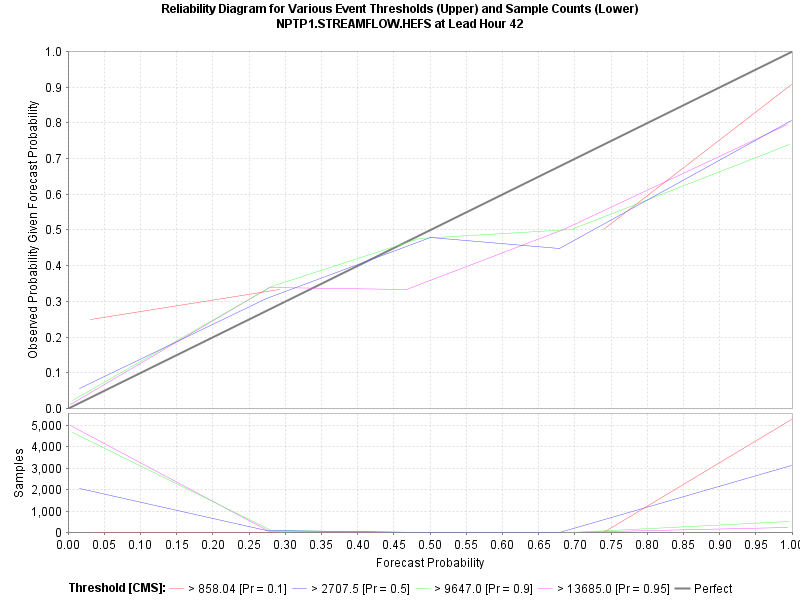 Reliability Diagram for Various Event Thresholds (Upper) and Sample Counts (Lower)
NPTP1.STREAMFLOW.HEFS at Lead Hour 42
Observed Probability Given Forecast Probability
1.0
0.9
0.8
0.7
0.6
0.5
0.4
0.3
0.2
0.1
0.0
Samples
5,000
4,000
3,000
2,000
1,000
0
0.00 0.05 0.10 0.15 0.20 0.25 0.30 0.35 0.40 0.45 0.50 0.55 0.60 0.65 0.70 0.75 0.80 0.85 0.90 0.95 1.0
Forecast Probability
Threshold [CMS]: > 858.04 [Pr = 0.1] > 2707.5 [Pr = 0.5] > 9647.0 [Pr = 0.9] > 13685.0 [Pr = 0.95] Perfect